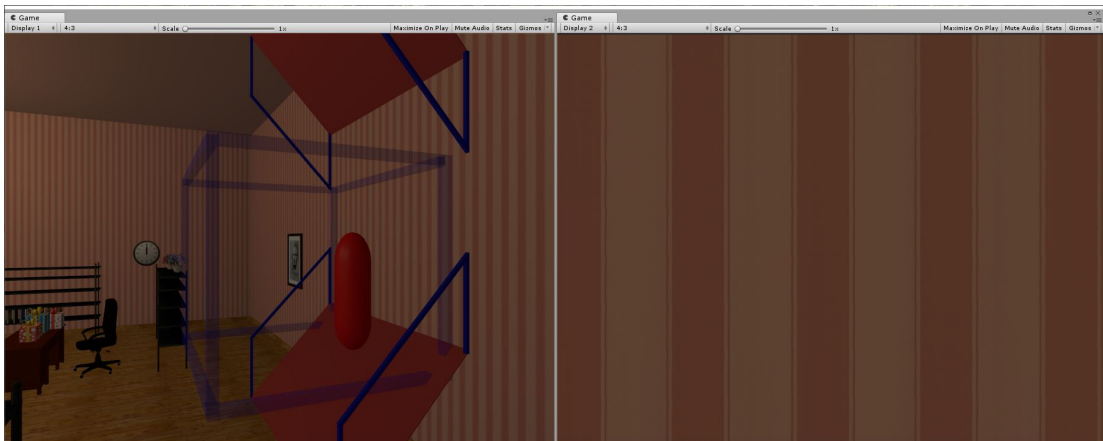 Game
Display 1 4:3 Scale 1x Maximize On Play Mute Audio Stats Gizmos
Game
Display 2 4:3 Scale 1x Maximize On Play Mute Audio Stats Gizmos